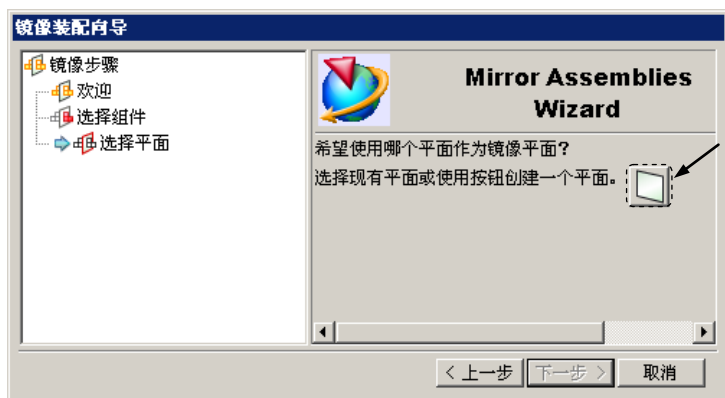 镜像装配向导
镜像步骤
欢迎
选择组件
选择平面
Mirror Assemblies
Wizard
希望使用哪个平面作为镜像平面?
选择现有平面或使用按钮创建一个平面。
< 上一步
下一步 >
取消